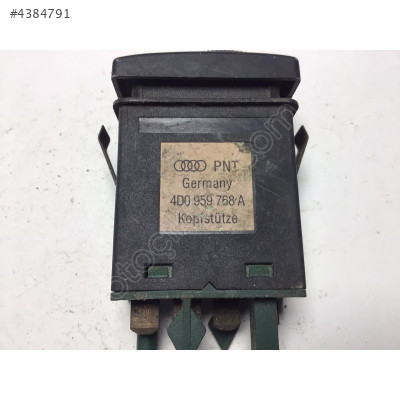 #4384791
PNT
Germany
4D0 959 768 A
Kopfstütze